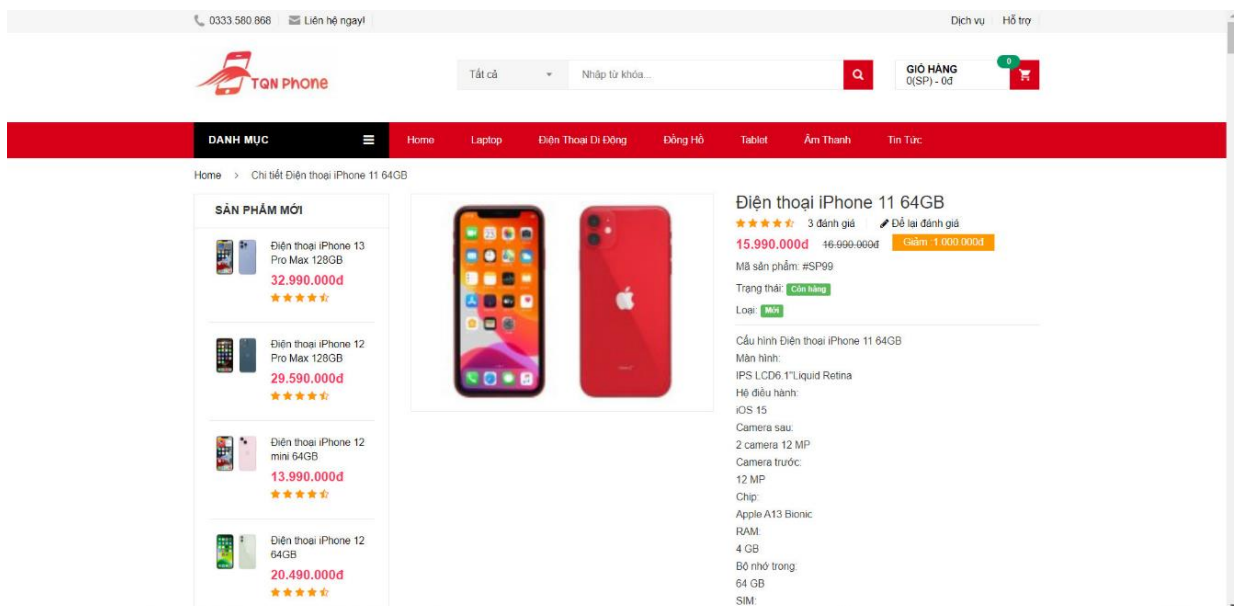 0333.580.868 Liên hệ ngay!
Dịch vụ Hỗ trợ
TQN Phone
Tất cả Nhập từ khóa...
GIỎ HÀNG
0(SP) - 0đ
0
DANH MỤC Home Laptop Điện Thoại Di Động Đồng Hồ Tablet Âm Thanh Tin Tức
Home > Chi tiết Điện thoại iPhone 11 64GB
SẢN PHẨM MỚI
Điện thoại iPhone 13
Pro Max 128GB
32.990.000đ
Điện thoại iPhone 12
Pro Max 128GB
29.590.000đ
Điện thoại iPhone 12
mini 64GB
13.990.000đ
Điện thoại iPhone 12
64GB
20.490.000đ
Điện thoại iPhone 11 64GB
3 đánh giá Để lại đánh giá
15.990.000đ 16.990.000đ Giảm 1.000.000đ
Mã sản phẩm: #SP99
Trạng thái: Còn hàng
Loại: Mới
Cấu hình Điện thoại iPhone 11 64GB
Màn hình:
IPS LCD6.1"Liquid Retina
Hệ điều hành:
iOS 15
Camera sau:
2 camera 12 MP
Camera trước:
12 MP
Chip:
Apple A13 Bionic
RAM:
4 GB
Bộ nhớ trong:
64 GB
SIM: